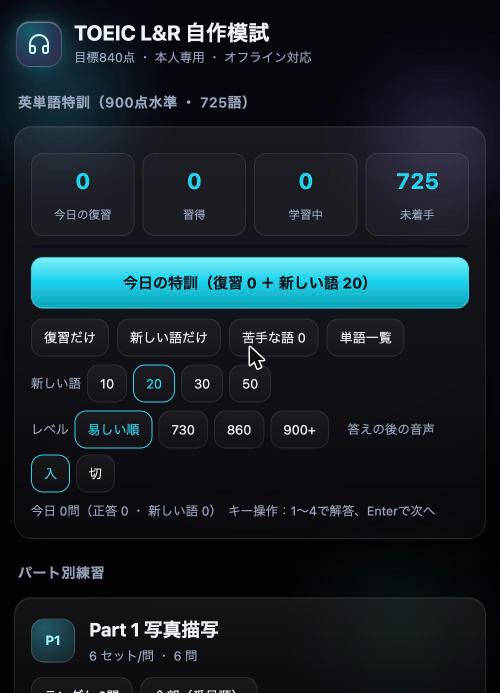 TOEIC L&R 自作模試
目標840点 ・ 本人専用 ・ オフライン対応
英単語特訓（900点水準 ・ 725語）
0 0 0 725
今日の復習 習得 学習中 未着手
今日の特訓（復習 0 ＋ 新しい語 20）
復習だけ 新しい語だけ 苦手な語 0 単語一覧
新しい語 10 20 30 50
レベル 易しい順 730 860 900+ 答えの後の音声
入 切
今日 0問（正答 0 ・ 新しい語 0） キー操作：1〜4で解答、Enterで次へ
パート別練習
P1 Part 1 写真描写
6 セット/問 ・ 6 問